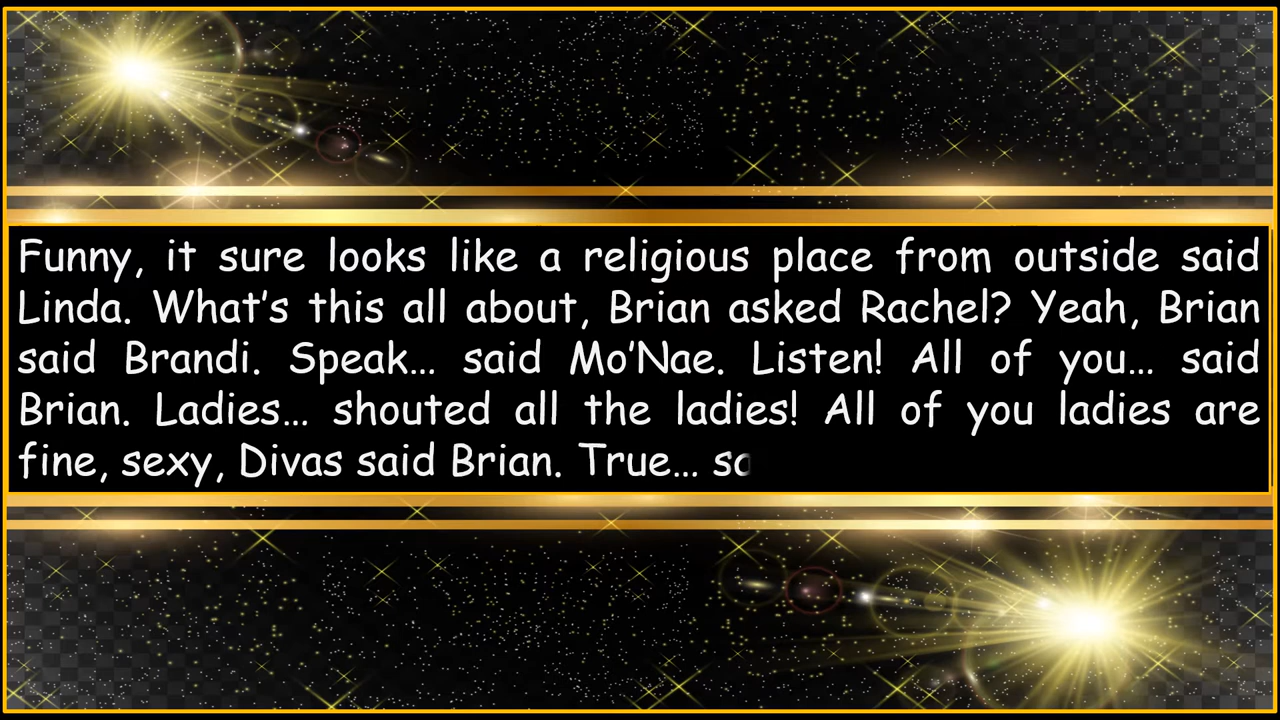 Funny, it sure looks like a religious place from outside said
Linda. What's this all about, Brian asked Rachel? Yeah, Brian
said Brandi. Speak... said Mo'Nae. Listen! All of you... said
Brian. Ladies... shouted all the ladies! All of you ladies are
fine, sexy, Divas said Brian. True...